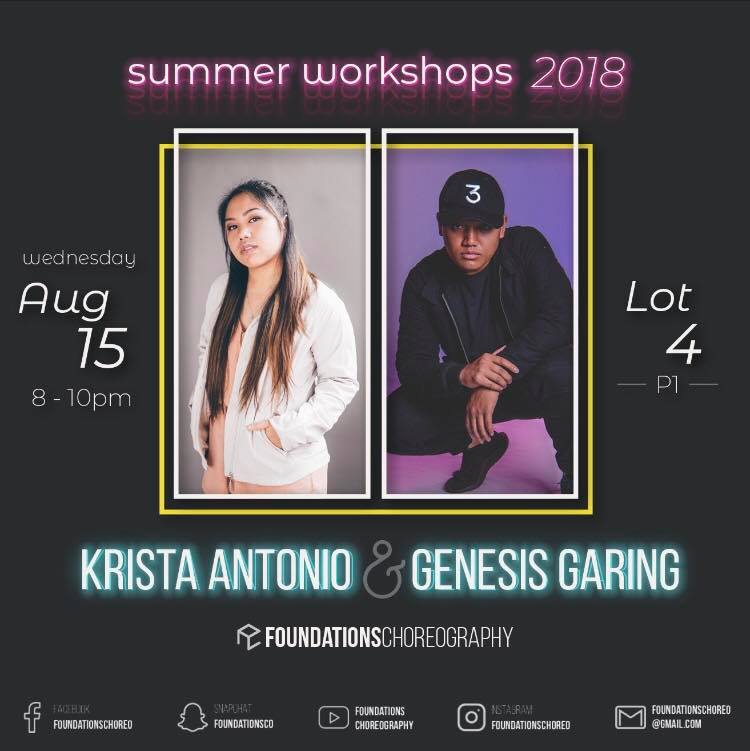 summer workshops 2018
3
wednesday
Aug
15
8 - 10pm
Lot
4
P1
KRISTA ANTONIO & GENESIS GARING
FOUNDATIONSCHOREOGRAPHY
FACEBOOK
FOUNDATIONSCHOREO
SNAPCHAT
FOUNDATIONSCO
FOUNDATIONS
CHOREOGRAPHY
INSTAGRAM
FOUNDATIONSCHOREO
FOUNDATIONSCHOREO
@GMAIL.COM